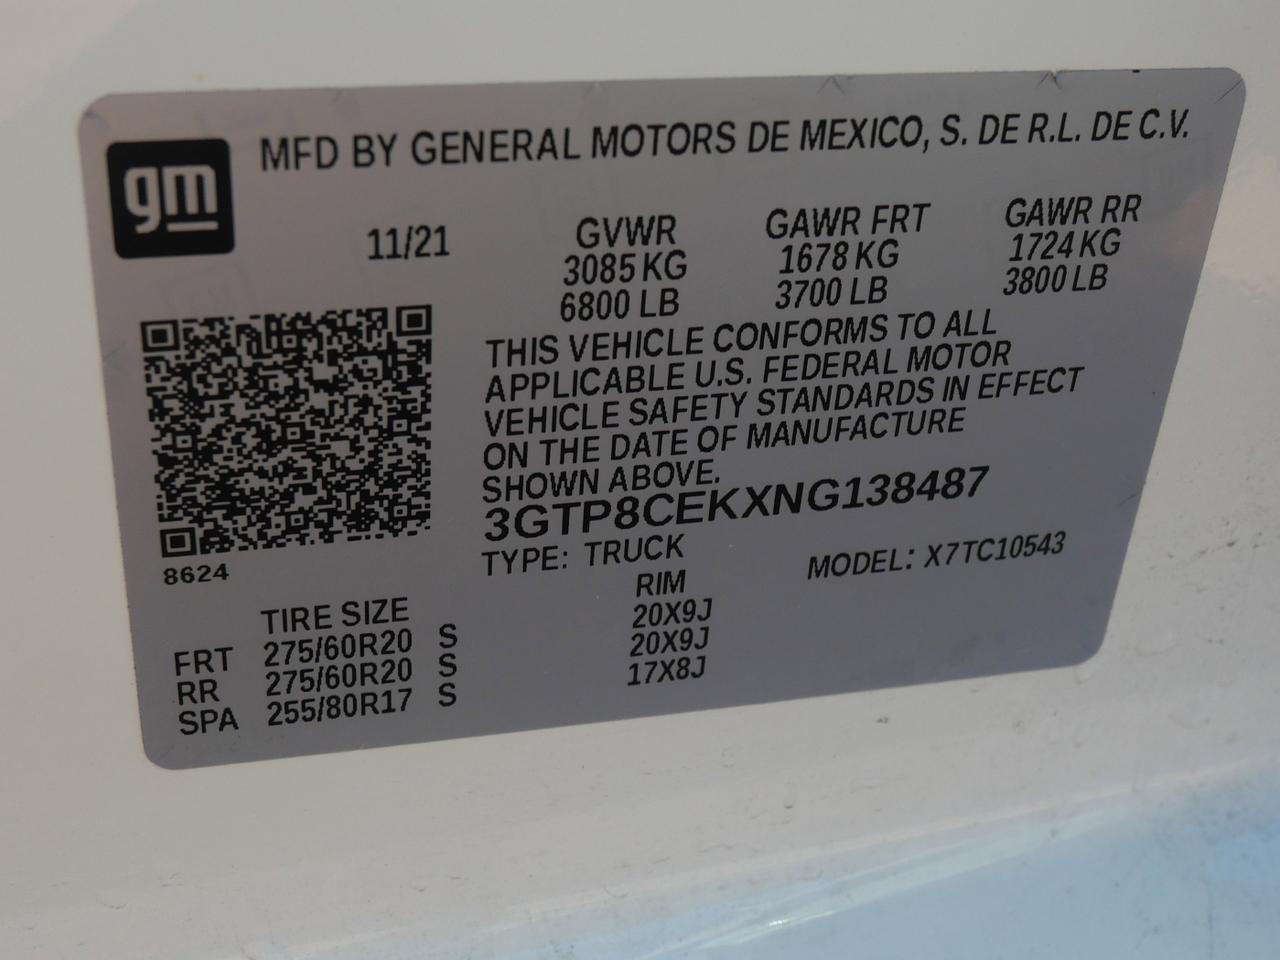 gm
MFD BY GENERAL MOTORS DE MEXICO, S. DE R.L. DE C.V.
11/21 GVWR GAWR FRT GAWR RR
3085 KG 1678 KG 1724 KG
6800 LB 3700 LB 3800 LB
THIS VEHICLE CONFORMS TO ALL
APPLICABLE U.S. FEDERAL MOTOR
VEHICLE SAFETY STANDARDS IN EFFECT
ON THE DATE OF MANUFACTURE
SHOWN ABOVE.
3GTP8CEKXNG138487
TYPE: TRUCK MODEL: X7TC10543
8624
TIRE SIZE RIM
FRT 275/60R20 S 20X9J
RR 275/60R20 S 20X9J
SPA 255/80R17 S 17X8J